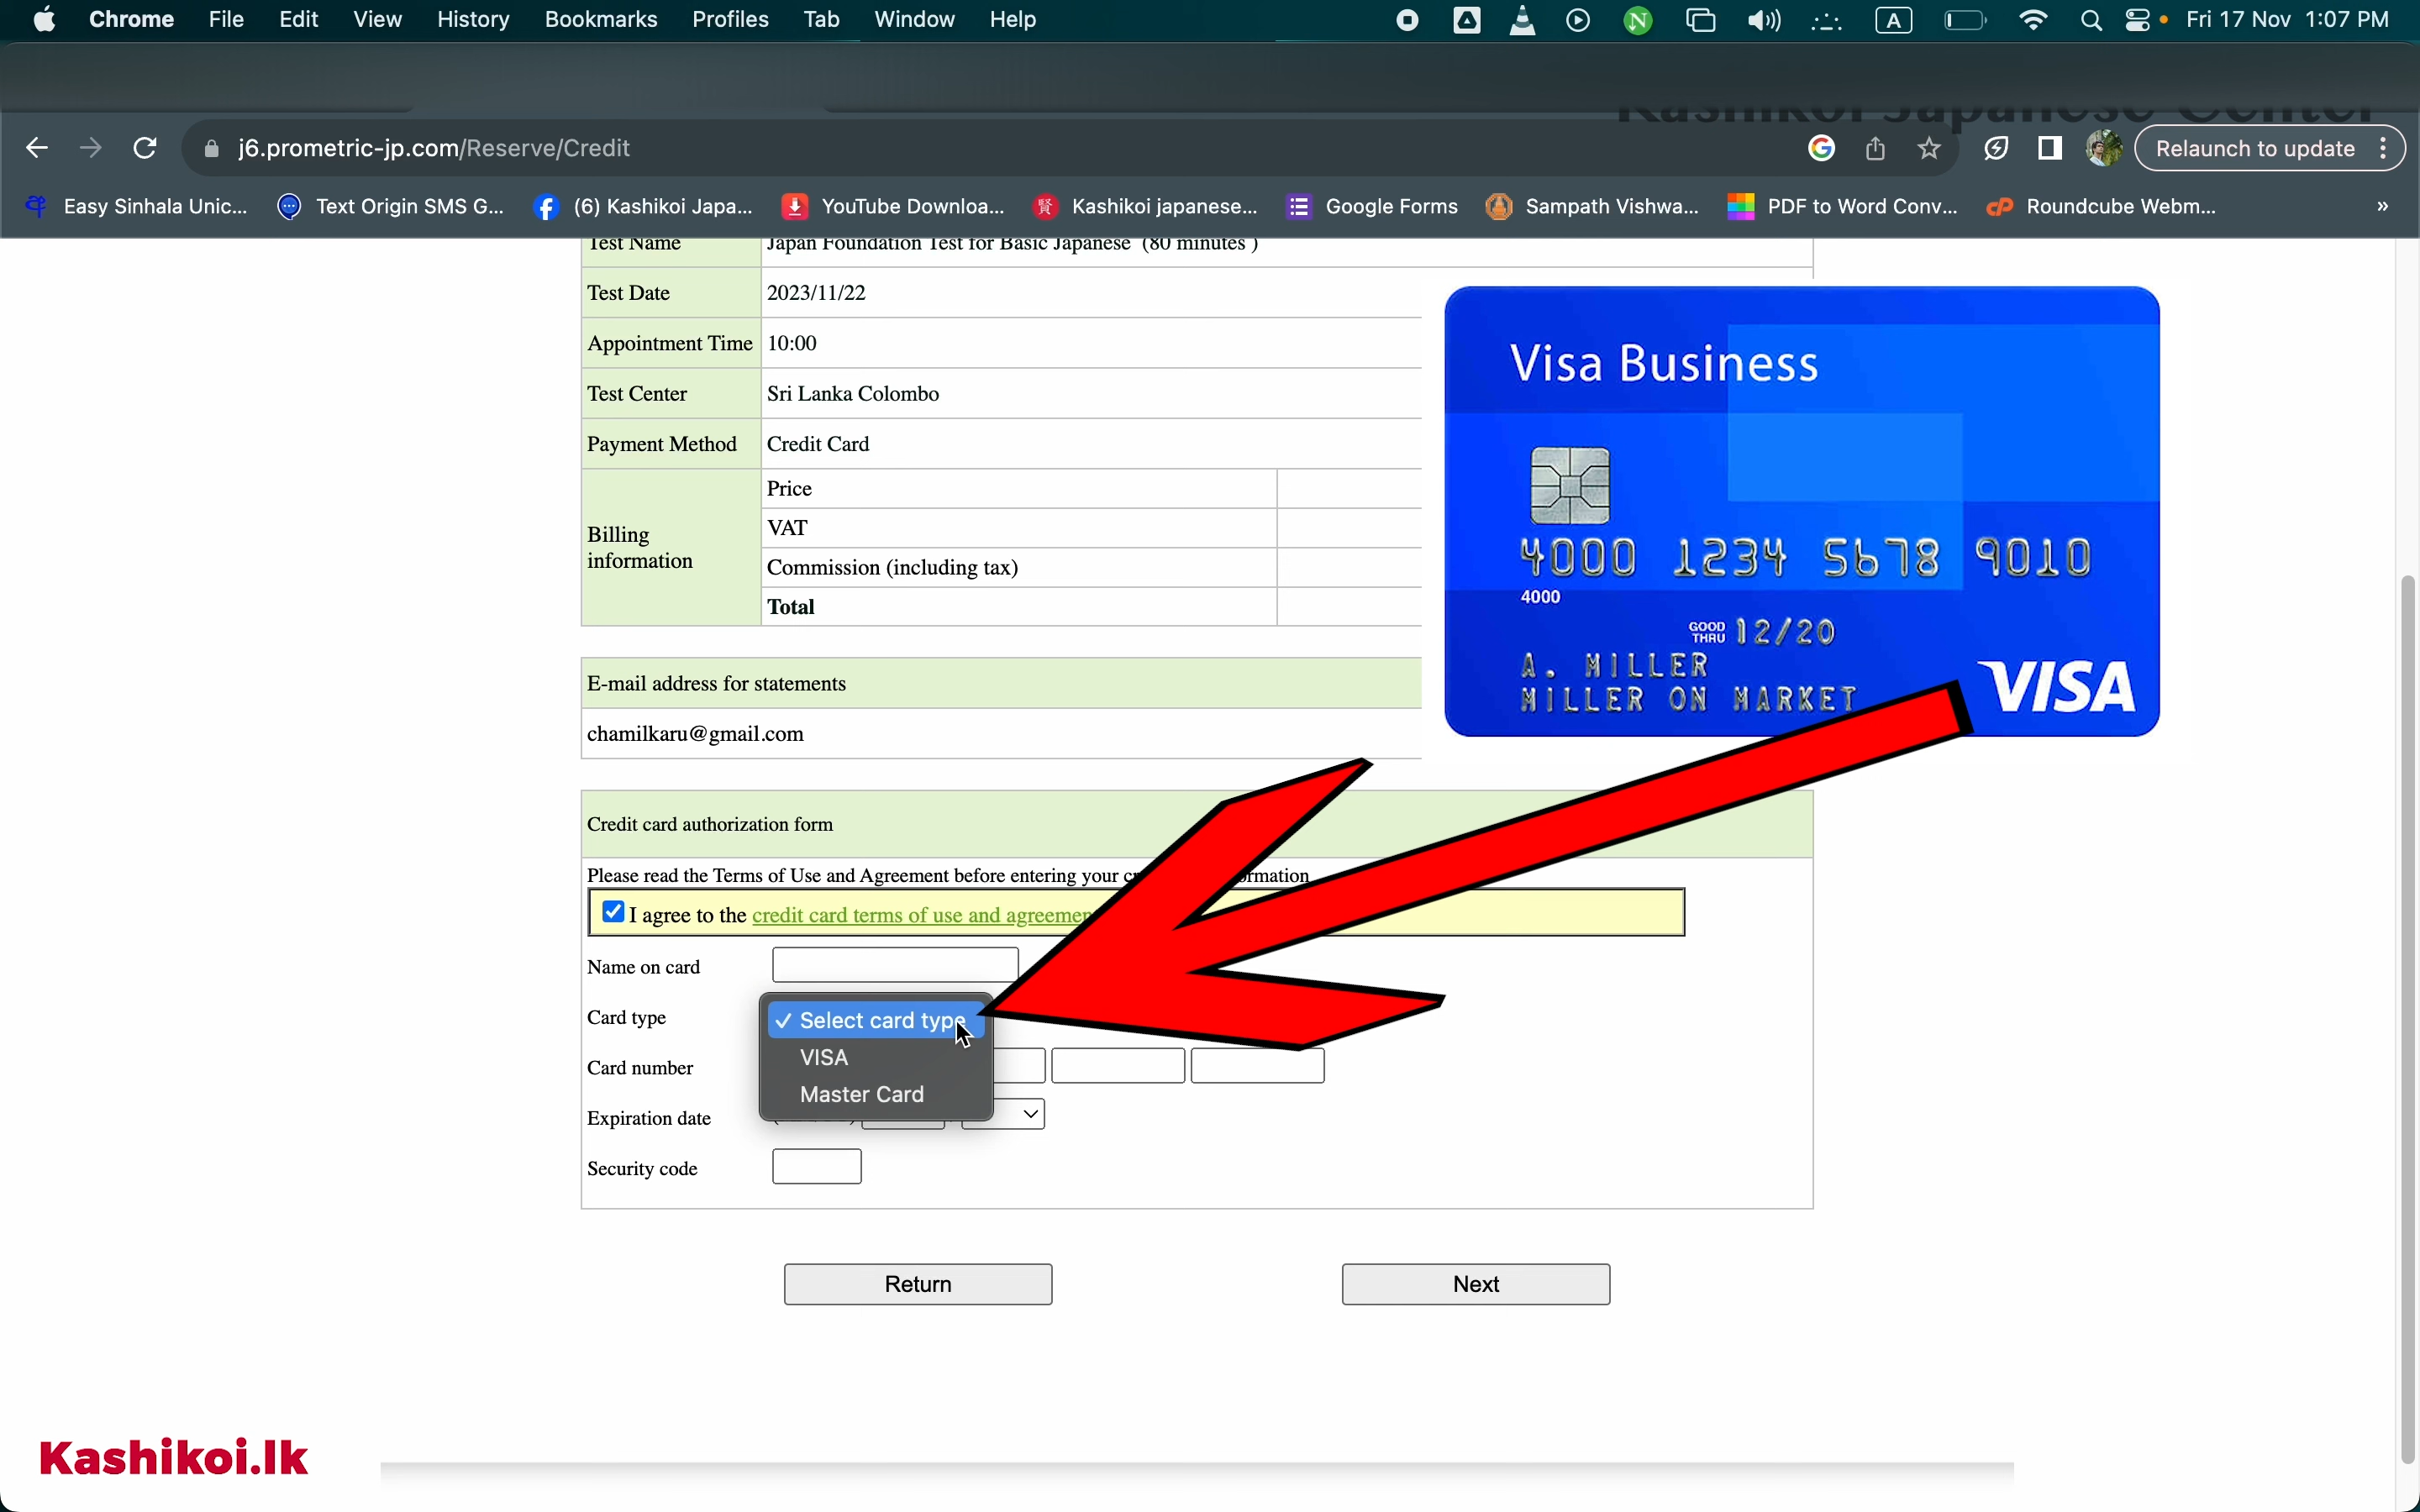 Chrome File Edit View History Bookmarks Profiles Tab Window Help
A
N
Fri 17 Nov 1:07 PM
Kashikoi Japanese Center
j6.prometric-jp.com/Reserve/Credit
G
Relaunch to update
Easy Sinhala Unic...
Text Origin SMS G...
(6) Kashikoi Japa...
YouTube Downloa...
賢
Kashikoi japanese...
Google Forms
Sampath Vishwa...
PDF to Word Conv...
cP
Roundcube Webm...
»
Test Name Japan Foundation Test for Basic Japanese (80 minutes )
Test Date 2023/11/22
Appointment Time 10:00
Test Center Sri Lanka Colombo
Payment Method Credit Card
Billing information
Price
VAT
Commission (including tax)
Total
Visa Business
4000 1234 5678 9010
4000
GOOD THRU 12/20
A. MILLER
MILLER ON MARKET
VISA
E-mail address for statements
chamilkaru@gmail.com
Credit card authorization form
Please read the Terms of Use and Agreement before entering your
I agree to the credit card terms of use and
Name on card
Card type
✓ Select card type
VISA
Master Card
Card number
Expiration date
Security code
Return
Next
Kashikoi.lk